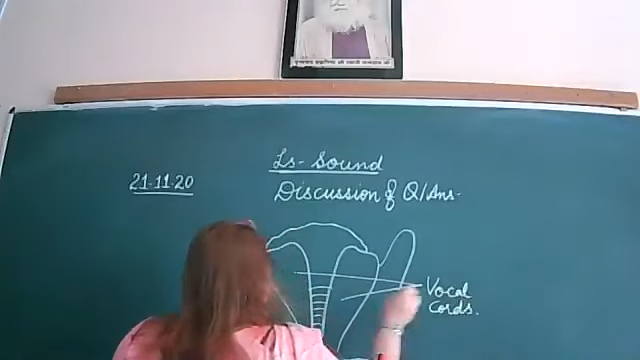 21-11-20
Ls- Sound
Discussion of Q/Ans-
Vocal
Cords.